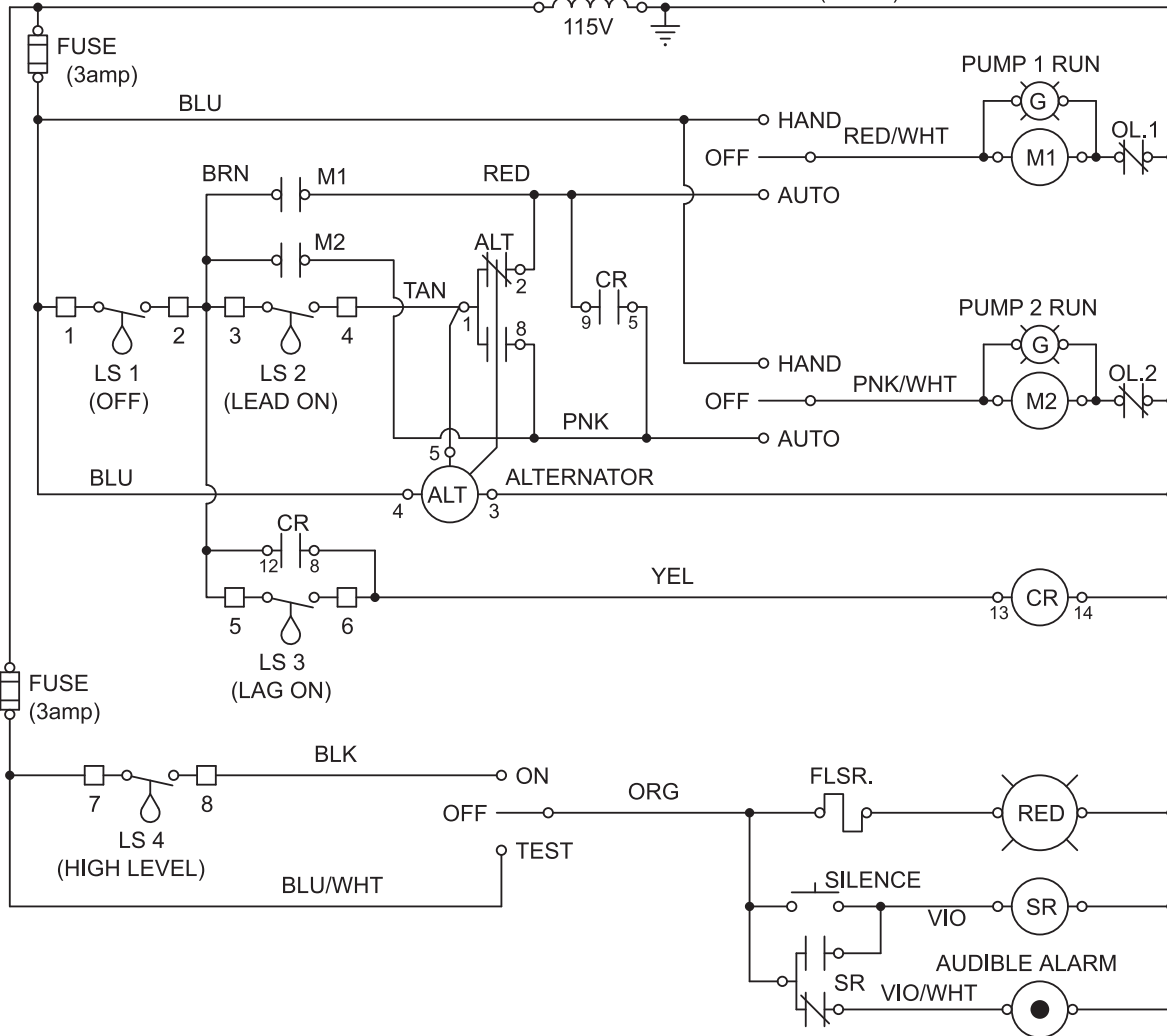 115V
FUSE
(3amp)
BLU
HAND
OFF
RED/WHT
PUMP 1 RUN
G
M1
OL.1
BRN
M1
RED
AUTO
M2
ALT
2
CR
9
5
TAN
1
8
1
2
3
4
LS 1
(OFF)
LS 2
(LEAD ON)
PUMP 2 RUN
G
HAND
OFF
PNK/WHT
M2
OL.2
PNK
AUTO
5
BLU
4
ALT
3
ALTERNATOR
CR
12
8
YEL
5
6
LS 3
(LAG ON)
13
CR
14
FUSE
(3amp)
BLK
ON
7
8
LS 4
(HIGH LEVEL)
OFF
ORG
FLSR.
RED
TEST
BLU/WHT
SILENCE
VIO
SR
SR
AUDIBLE ALARM
VIO/WHT